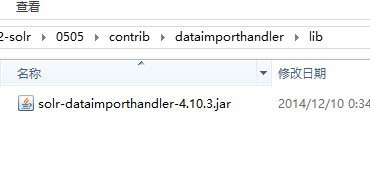 查看
2-solr ▸ 0505 ▸ contrib ▸ dataimporthandler ▸ lib
名称 修改日期
solr-dataimporthandler-4.10.3.jar 2014/12/10 0:34